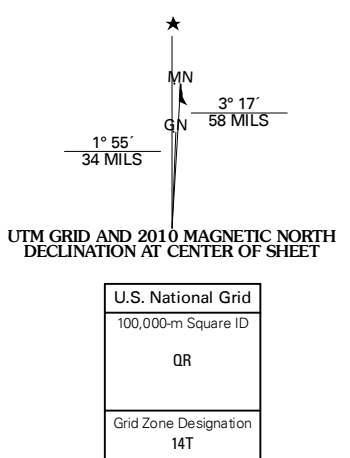 ★
MN
3° 17´
58 MILS
GN
1° 55´
34 MILS
UTM GRID AND 2010 MAGNETIC NORTH
DECLINATION AT CENTER OF SHEET
U.S. National Grid
100,000-m Square ID
QR
Grid Zone Designation
14T